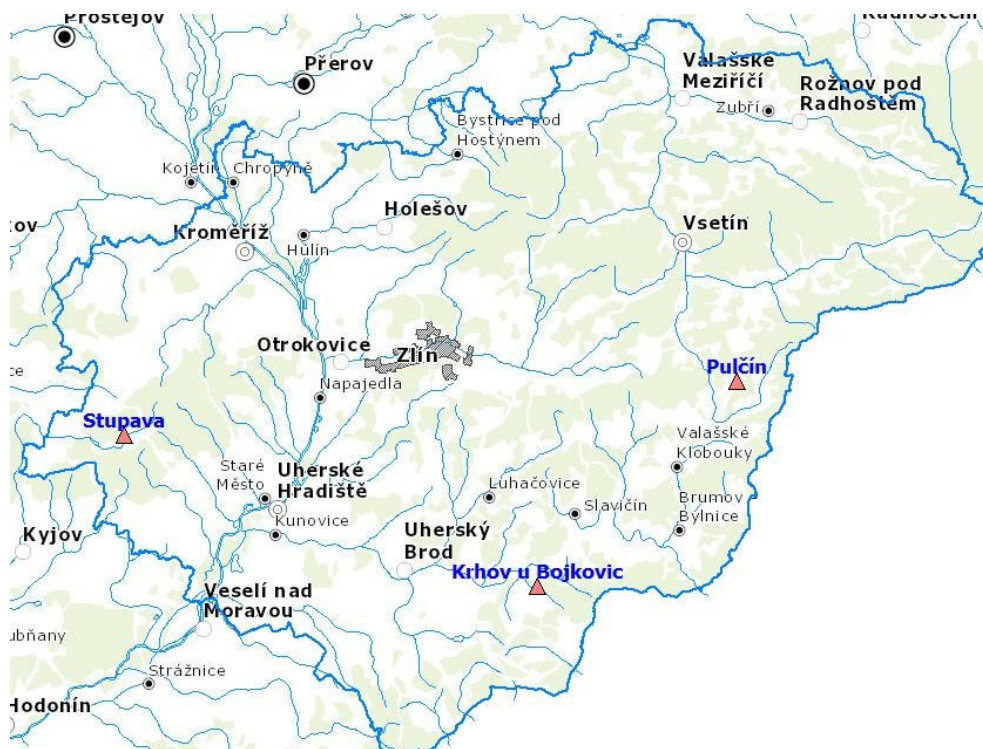 Prostějov
Radhoštěm
Přerov
Valašské
Meziříčí
Rožnov pod
Radhoštěm
Zubří
Bystřice pod
Hostýnem
Kojetín
Chropyně
Holešov
Kroměříž
Hulín
Vsetín
Otrokovice
Zlín
Napajedla
Pulčín
Stupava
Valašské
Klobouky
Staré
Město
Uherské
Hradiště
Luhačovice
Slavičín
Brumov
Bylnice
Kunovice
Kyjov
Uherský
Brod
Krhov u Bojkovic
Veselí nad
Moravou
Strážnice
Hodonín